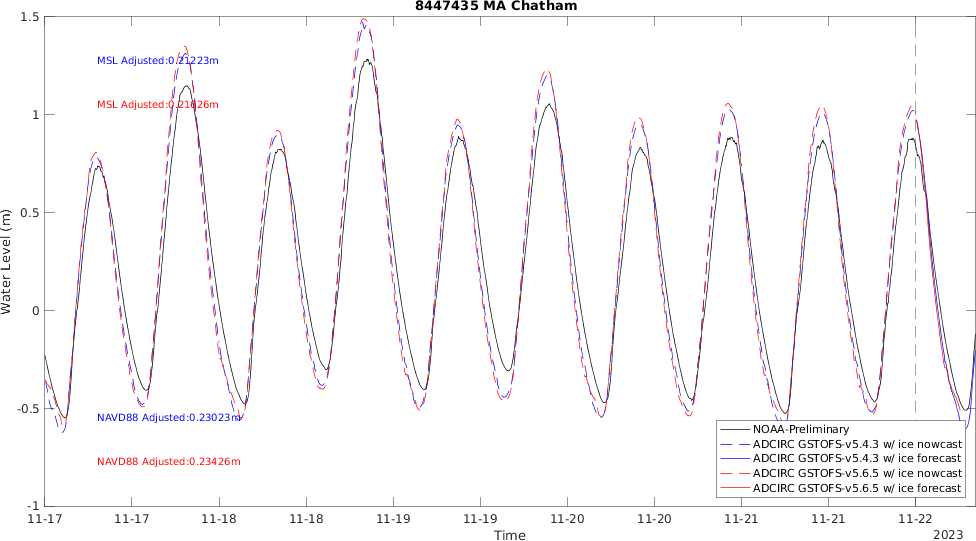 8447435 MA Chatham
1.5
MSL Adjusted:0.21223m
MSL Adjusted:0.21626m
1
0.5
Water Level (m)
0
-0.5
NAVD88 Adjusted:0.23023m
NAVD88 Adjusted:0.23426m
-1
NOAA-Preliminary
ADCIRC GSTOFS-v5.4.3 w/ ice nowcast
ADCIRC GSTOFS-v5.4.3 w/ ice forecast
ADCIRC GSTOFS-v5.6.5 w/ ice nowcast
ADCIRC GSTOFS-v5.6.5 w/ ice forecast
11-17 11-17 11-18 11-18 11-19 11-19 11-20 11-20 11-21 11-21 11-22
Time
2023